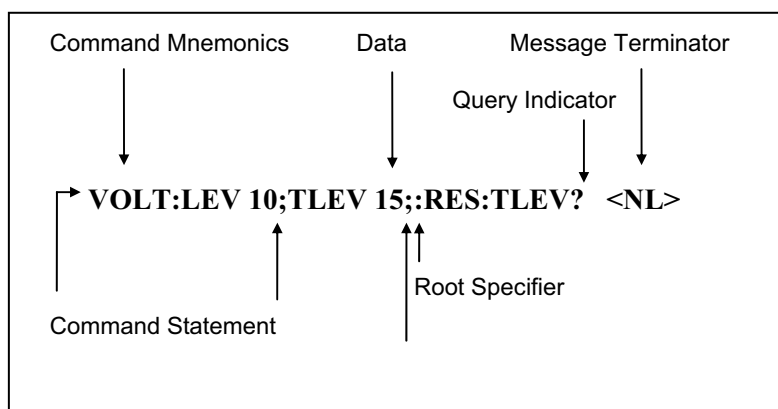 Command Mnemonics Data Message Terminator
Query Indicator
VOLT:LEV 10;TLEV 15;:RES:TLEV? <NL>
Root Specifier
Command Statement